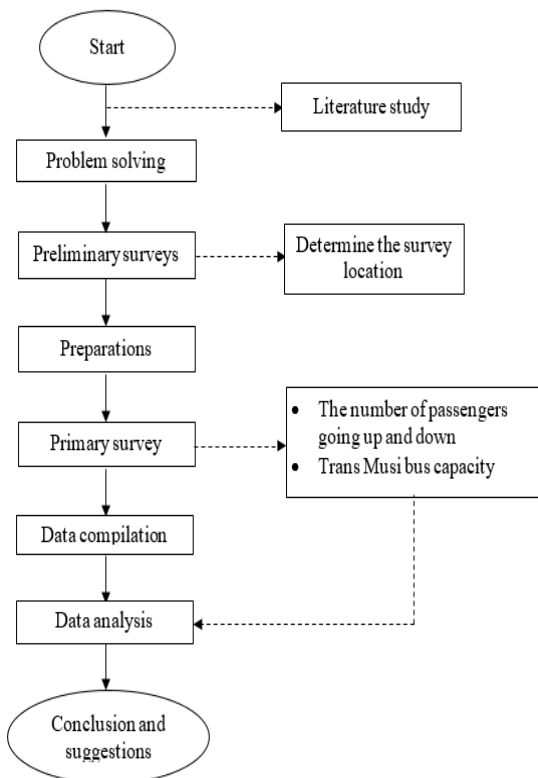 Start
Literature study
Problem solving
Preliminary surveys
Determine the survey
location
Preparations
• The number of passengers
going up and down
• Trans Musi bus capacity
Primary survey
Data compilation
Data analysis
Conclusion and
suggestions